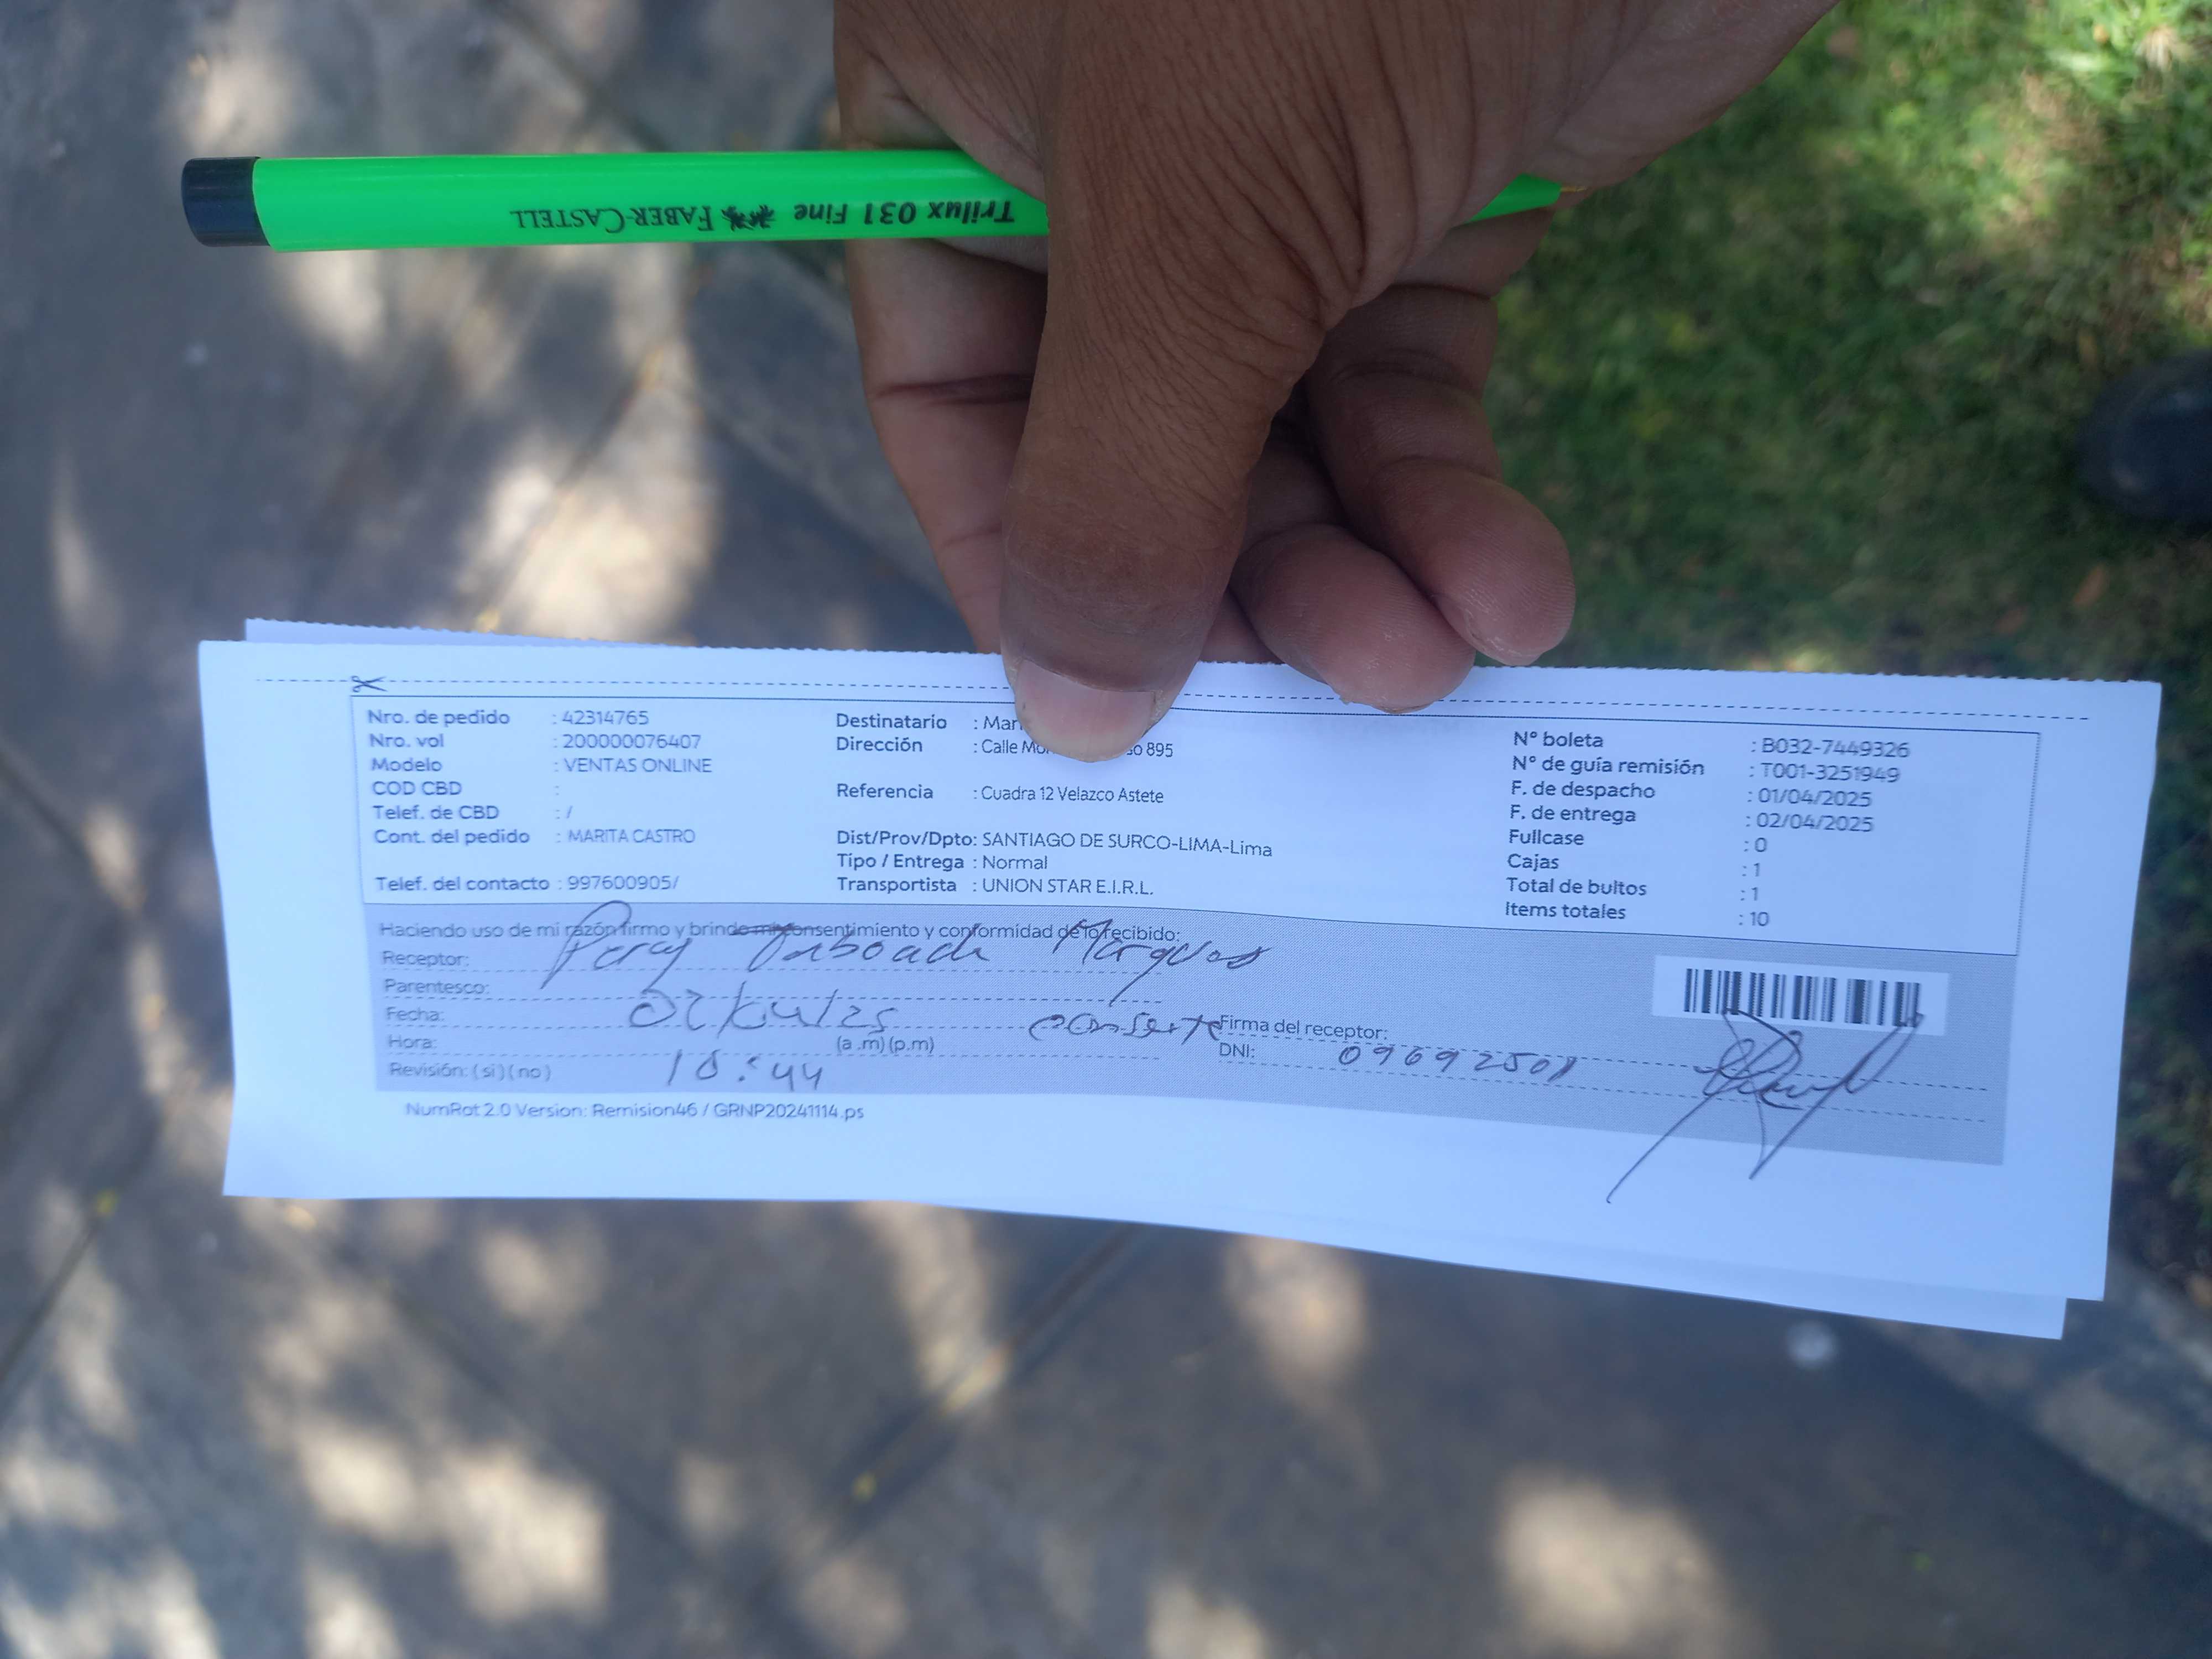 Trilux 031 Fine FABER-CASTELL
Nro. de pedido : 42314765
Nro. vol : 200000076407
Modelo : VENTAS ONLINE
COD CBD :
Telef. de CBD : /
Cont. del pedido : MARITA CASTRO
Telef. del contacto : 997600905/
Destinatario : Mar
Dirección : Calle Mo 895
Referencia : Cuadra 12 Velazco Astete
Dist/Prov/Dpto: SANTIAGO DE SURCO-LIMA-Lima
Tipo / Entrega : Normal
Transportista : UNION STAR E.I.R.L.
N° boleta : B032-7449326
N° de guía remisión : T001-3251949
F. de despacho : 01/04/2025
F. de entrega : 02/04/2025
Fullcase : 0
Cajas : 1
Total de bultos : 1
Items totales : 10
Haciendo uso de mi razón firmo y brindo mi consentimiento y conformidad de lo recibido:
Receptor:
Parentesco:
Fecha: 02/04/25
Hora: (a .m) (p.m) 10:44
Revisión: ( si ) ( no )
Firma del receptor:
DNI:
NumRot 2.0 Version: Remision46 / GRNP20241114.ps